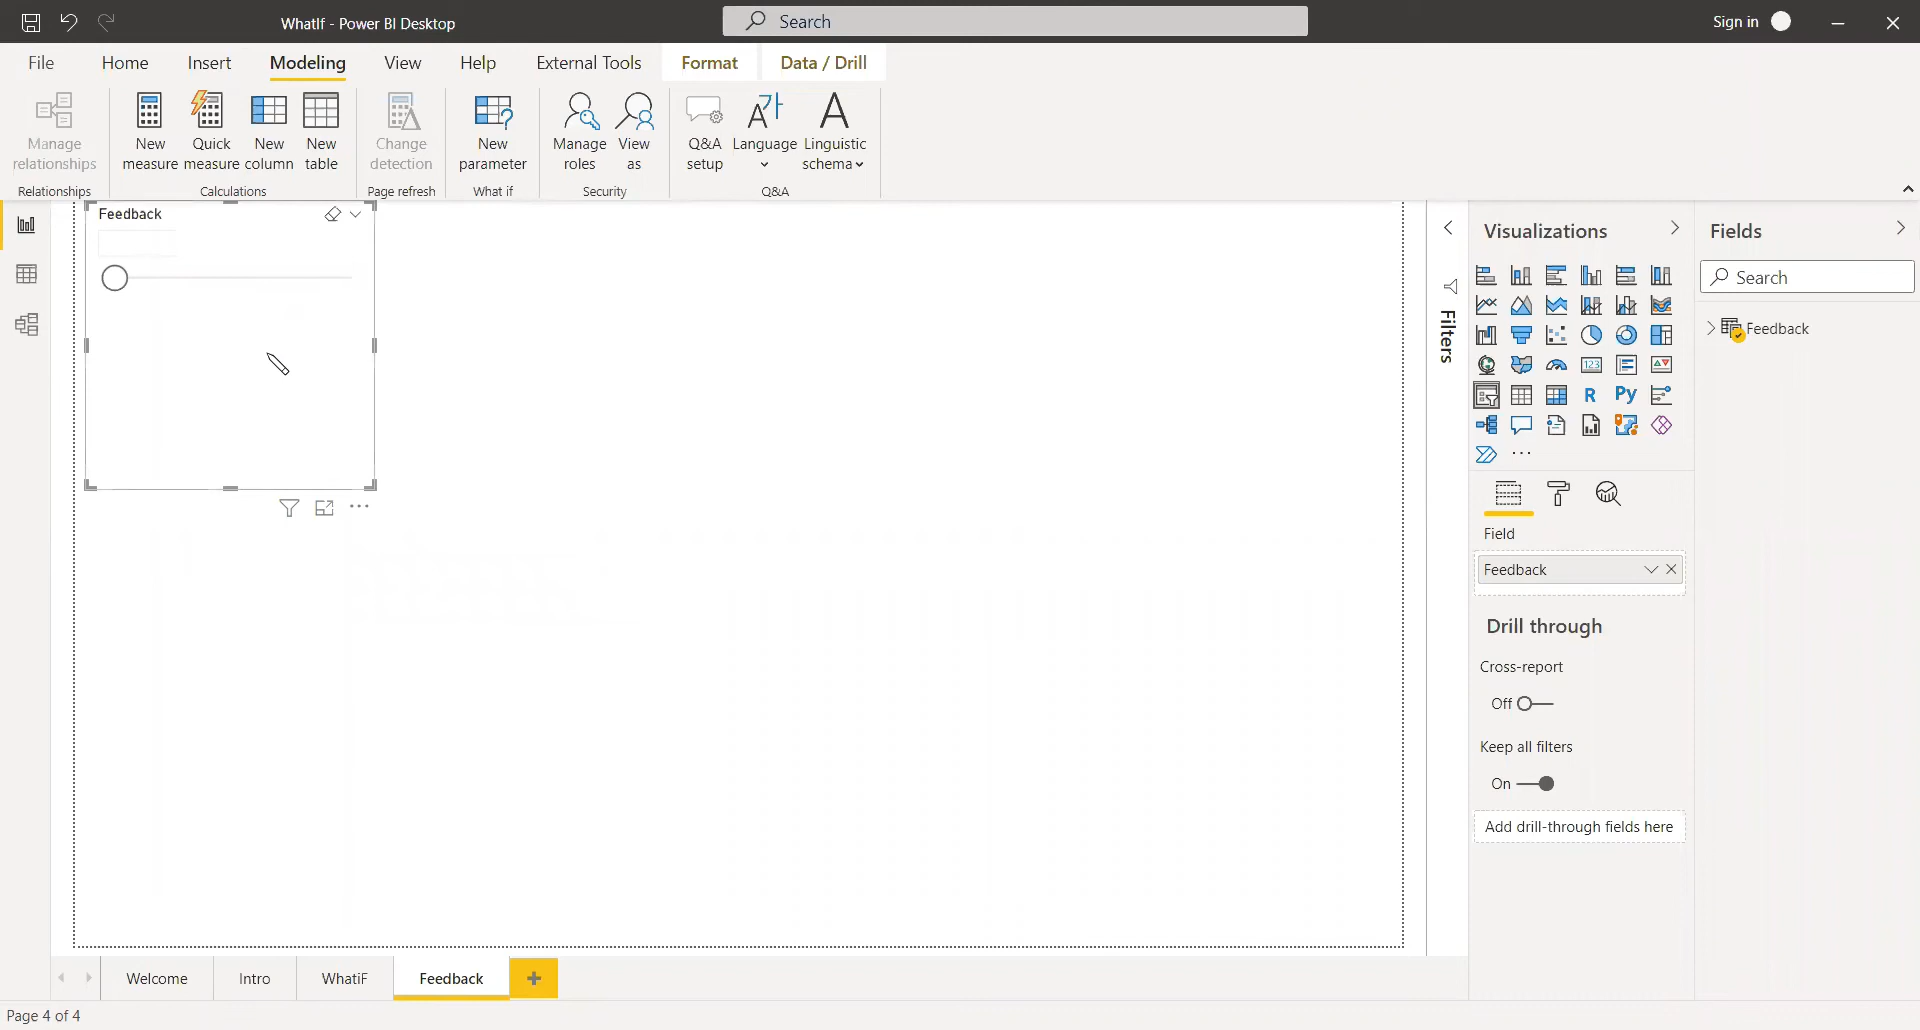 WhatIf - Power BI Desktop
Search
Sign in
File
Home
Insert
Modeling
View
Help
External Tools
Format
Data / Drill
Manage
relationships
Relationships
New
measure
Quick
measure
New
column
New
table
Calculations
Change
detection
Page refresh
New
parameter
What if
Manage
roles
View
as
Security
Q&A
setup
Language
Linguistic
schema
Q&A
Feedback
Filters
Visualizations
123
R
Py
Field
Feedback
Drill through
Cross-report
Off
Keep all filters
On
Add drill-through fields here
Fields
Search
Feedback
Welcome
Intro
WhatiF
Feedback
Page 4 of 4